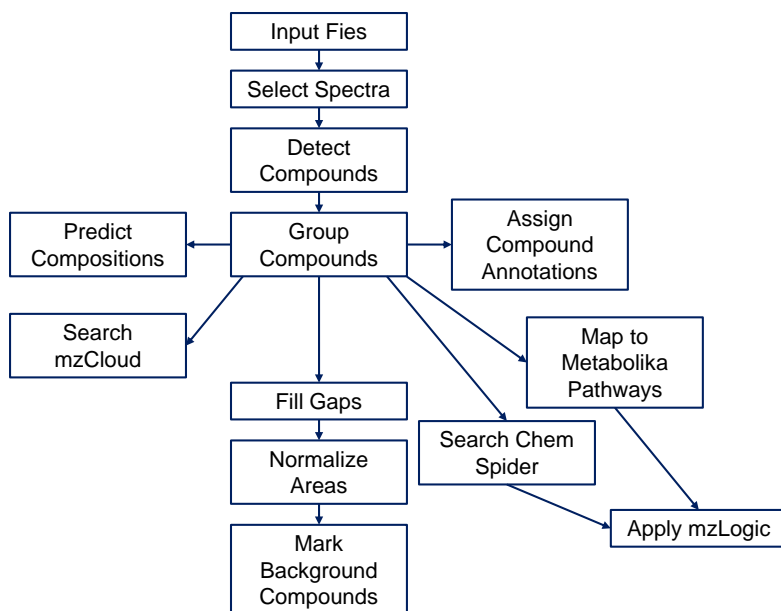 Input Fies
Select Spectra
Detect
Compounds
Predict
Compositions
Group
Compounds
Assign
Compound
Annotations
Search
mzCloud
Map to
Metabolika
Pathways
Fill Gaps
Search Chem
Spider
Normalize
Areas
Apply mzLogic
Mark
Background
Compounds